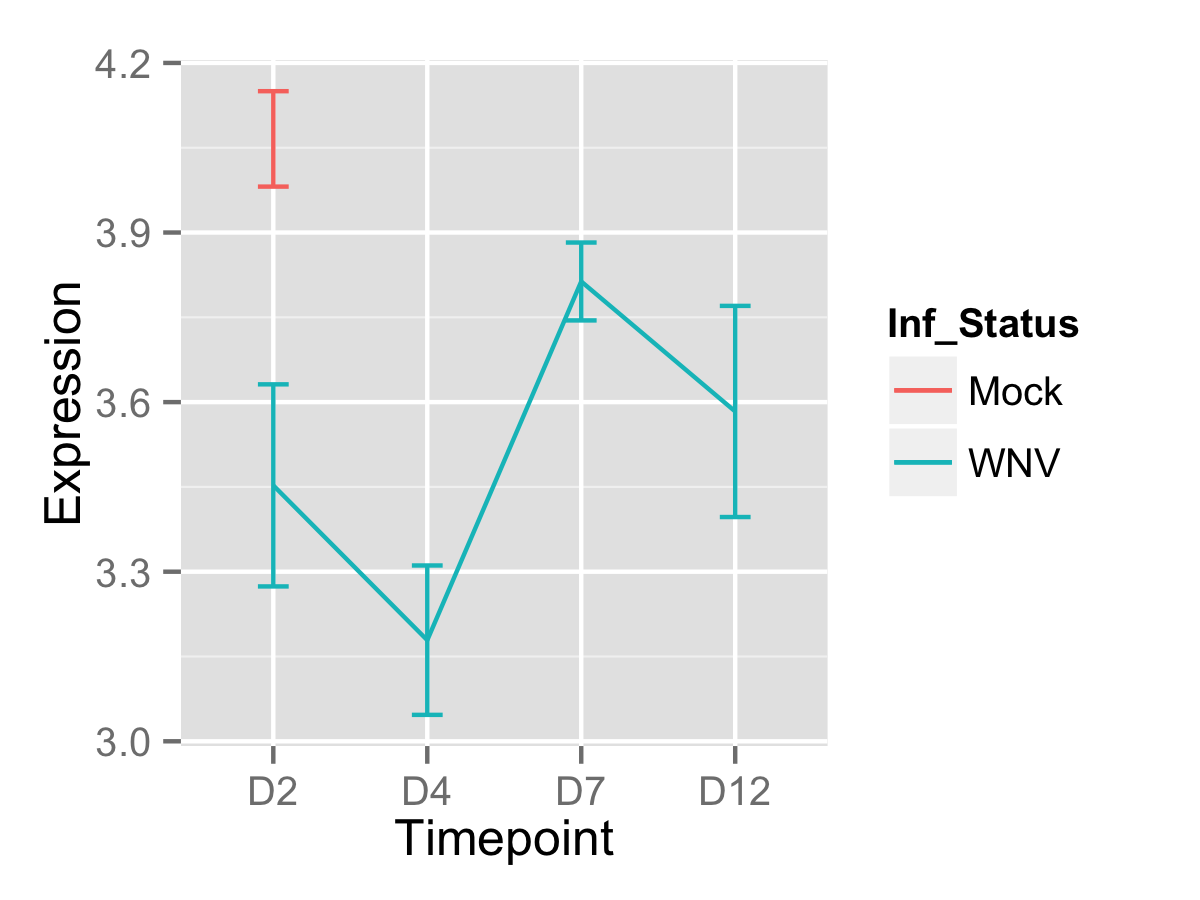 4.2
3.9
3.6
3.3
3.0
Expression
D2 D4 D7 D12
Timepoint
Inf_Status
Mock
WNV